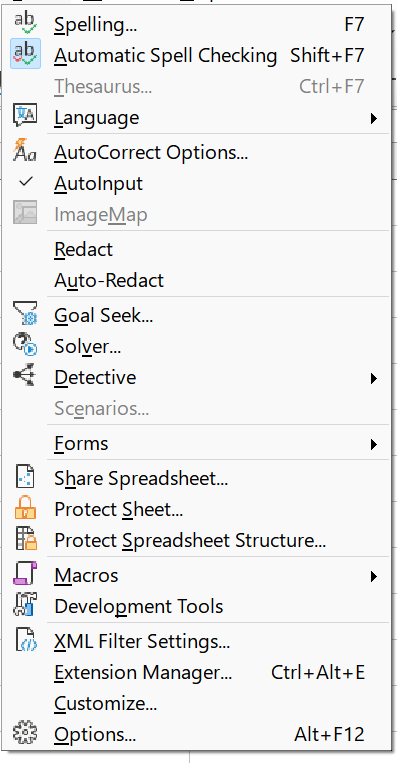 Spelling... F7
Automatic Spell Checking Shift+F7
Thesaurus... Ctrl+F7
Language
AutoCorrect Options...
AutoInput
ImageMap
Redact
Auto-Redact
Goal Seek...
Solver...
Detective
Scenarios...
Forms
Share Spreadsheet...
Protect Sheet...
Protect Spreadsheet Structure...
Macros
Development Tools
XML Filter Settings...
Extension Manager... Ctrl+Alt+E
Customize...
Options... Alt+F12